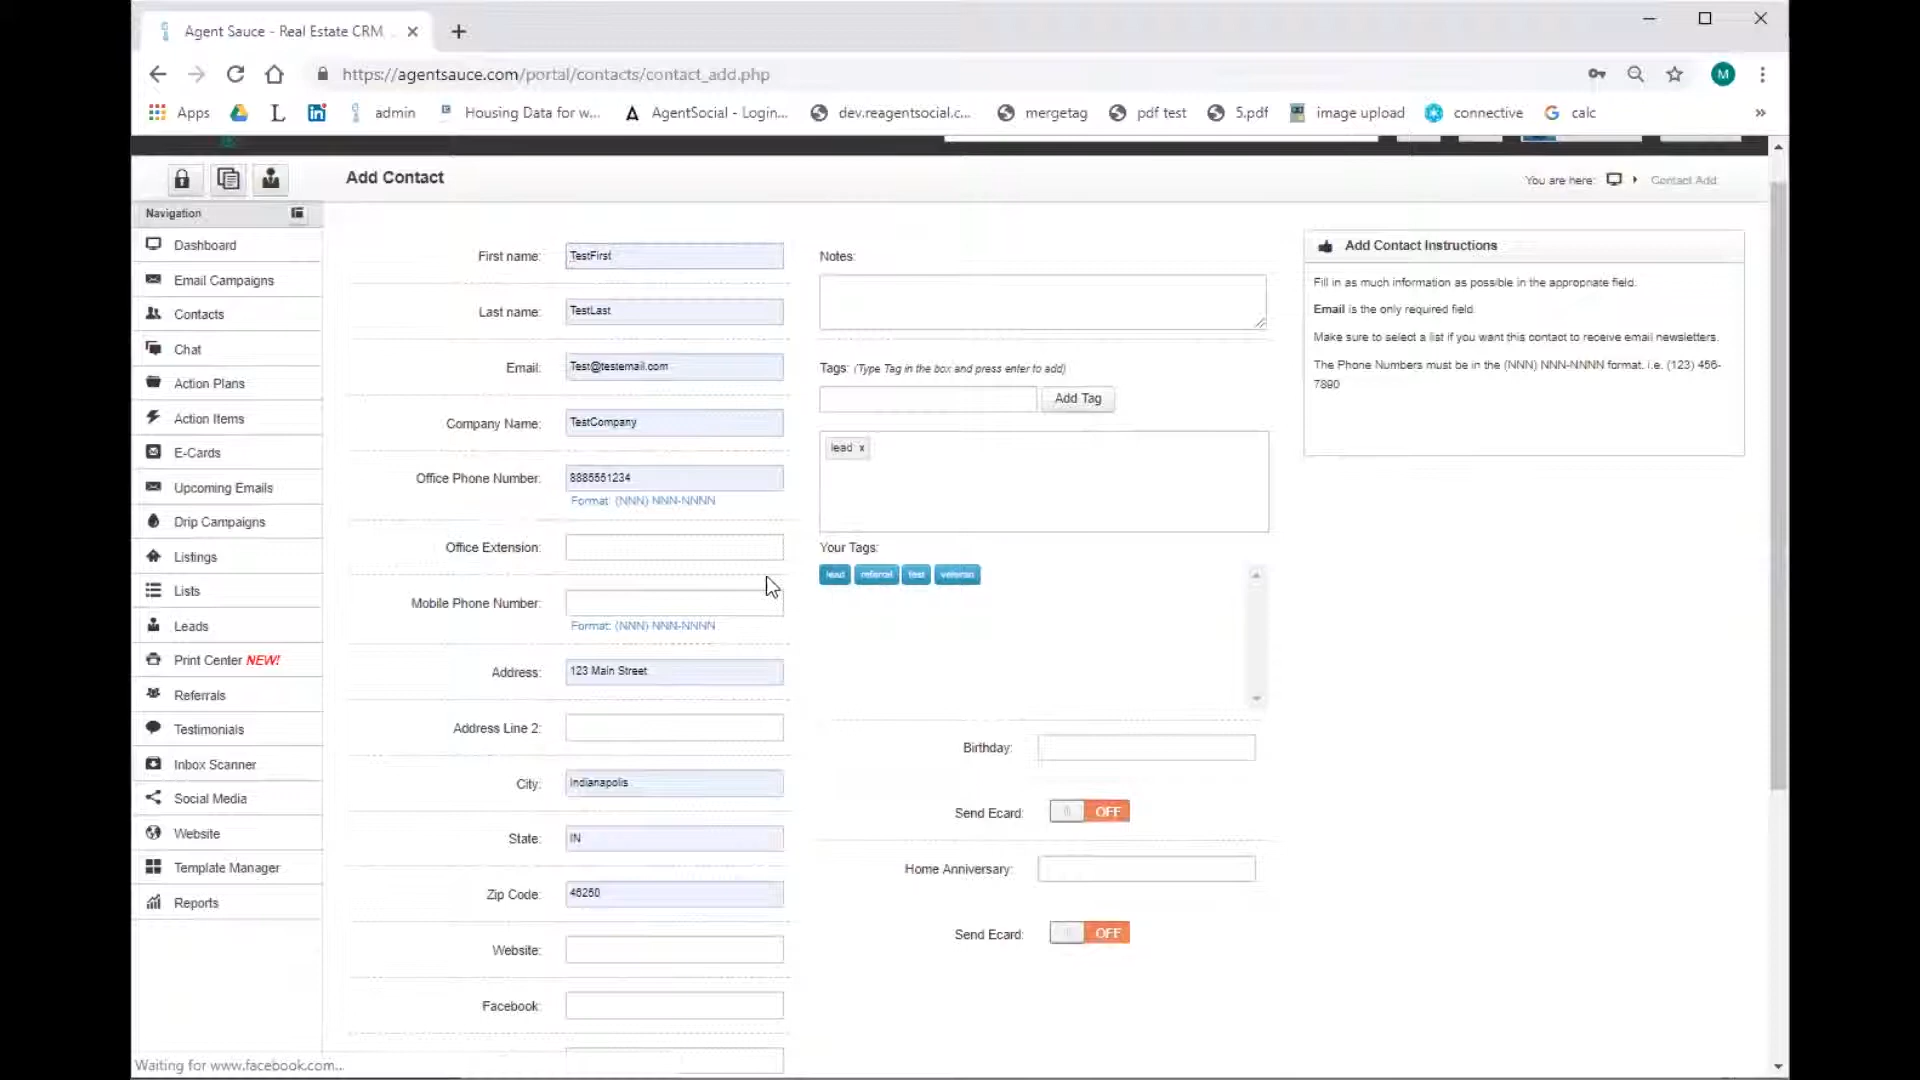 Agent Sauce - Real Estate CRM
https://agentsauce.com/portal/contacts/contact_add.php
M
Apps
L
admin
Housing Data for w...
AgentSocial - Login...
dev.reagentsocial.c...
mergetag
pdf test
5.pdf
image upload
connective
calc
»
Add Contact
You are here:
Contact Add
Navigation
Dashboard
Email Campaigns
Contacts
Chat
Action Plans
Action Items
E-Cards
Upcoming Emails
Drip Campaigns
Listings
Lists
Leads
Print Center NEW!
Referrals
Testimonials
Inbox Scanner
Social Media
Website
Template Manager
Reports
First name: TestFirst
Last name: TestLast
Email: Test@testemail.com
Company Name: TestCompany
Office Phone Number: 8885551234
Format: (NNN) NNN-NNNN
Office Extension:
Mobile Phone Number:
Format: (NNN) NNN-NNNN
Address: 123 Main Street
Address Line 2:
City: Indianapolis
State: IN
Zip Code: 46260
Website:
Facebook:
Notes:
Tags: (Type Tag in the box and press enter to add)
Add Tag
lead x
Your Tags:
lead referral test veteran
Birthday:
Send Ecard: OFF
Home Anniversary:
Send Ecard: OFF
Add Contact Instructions
Fill in as much information as possible in the appropriate field.
Email is the only required field.
Make sure to select a list if you want this contact to receive email newsletters.
The Phone Numbers must be in the (NNN) NNN-NNNN format, i.e. (123) 456-
7890
Waiting for www.facebook.com...